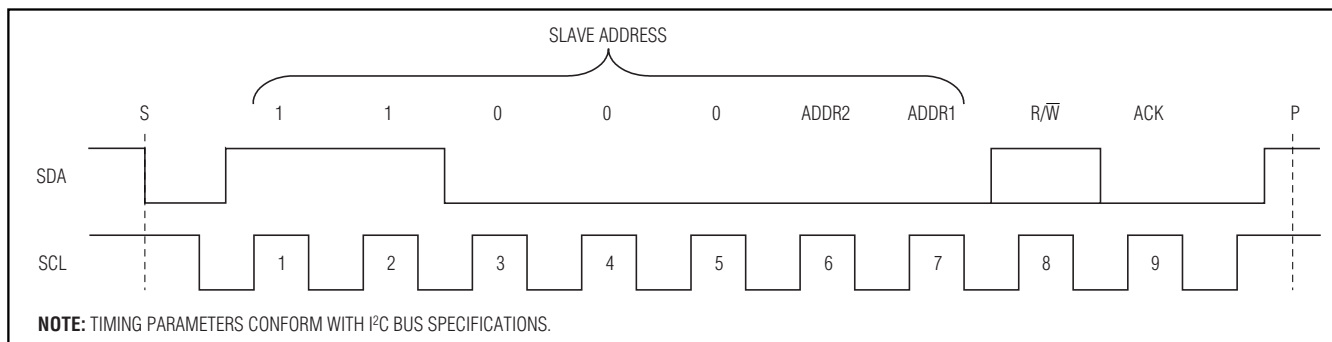 SLAVE ADDRESS
S 1 1 0 0 0 ADDR2 ADDR1 R/W̅ ACK P
SDA
SCL 1 2 3 4 5 6 7 8 9
NOTE: TIMING PARAMETERS CONFORM WITH I²C BUS SPECIFICATIONS.